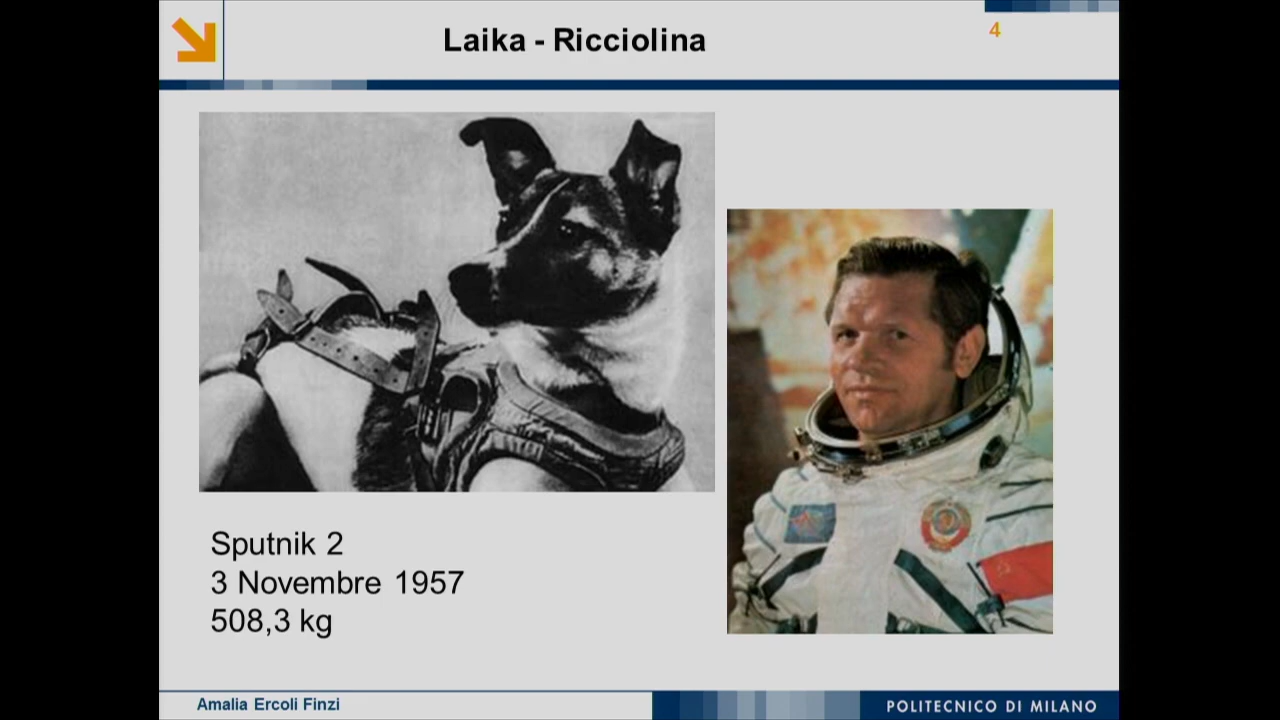 Laika - Ricciolina
4
Sputnik 2
3 Novembre 1957
508,3 kg
Amalia Ercoli Finzi
POLITECNICO DI MILANO